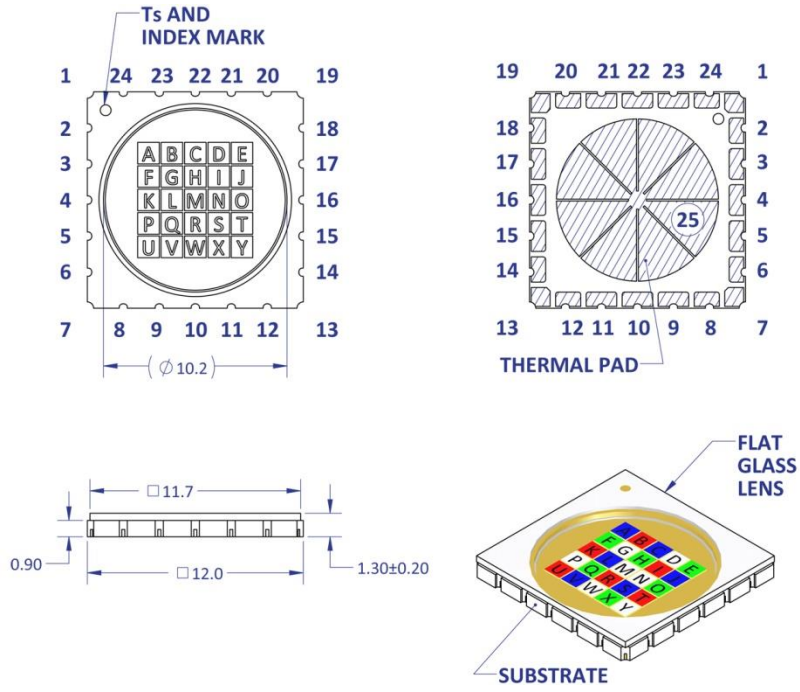 Ts AND
INDEX MARK
1 24 23 22 21 20 19
2 18
3 17
4 16
5 15
6 14
7 8 9 10 11 12 13
A B C D E
F G H I J
K L M N O
P Q R S T
U V W X Y
( Ø 10.2 )
19 20 21 22 23 24 1
18 2
17 3
16 4
15 5
14 6
13 12 11 10 9 8 7
25
THERMAL PAD
□ 11.7
0.90
□ 12.0
1.30±0.20
FLAT
GLASS
LENS
A B C D E
F G H I J
K L M N O
P Q R S T
U V W X Y
SUBSTRATE